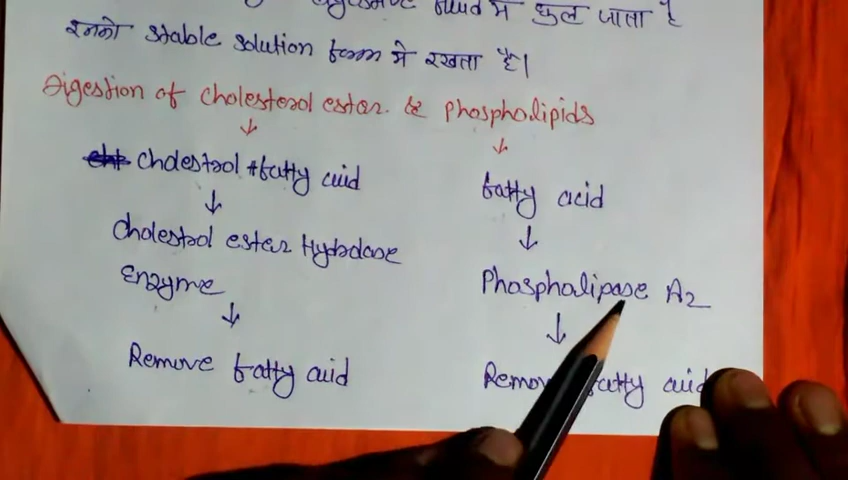 fluid में घुल जाता है
इनको stable solution form में रखता है।
Digestion of cholesterol ester & Phospholipids
↓ ↓
cholestrol + fatty acid
fatty acid
↓ ↓
cholestrol ester Hydrolase
Enzyme
Phospholipase A2
↓ ↓
Remove fatty acid
Remov fatty acid